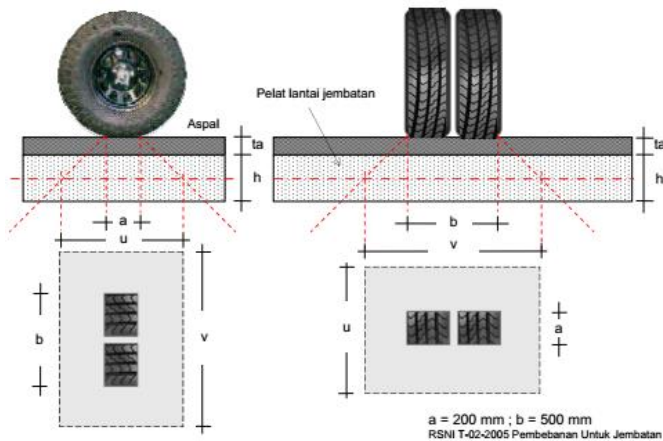 Aspal
ta
h
a
u
b
v
Pelat lantai jembatan
ta
h
b
v
u
a
a = 200 mm ; b = 500 mm
RSNI T-02-2005 Pembebanan Untuk Jembatan